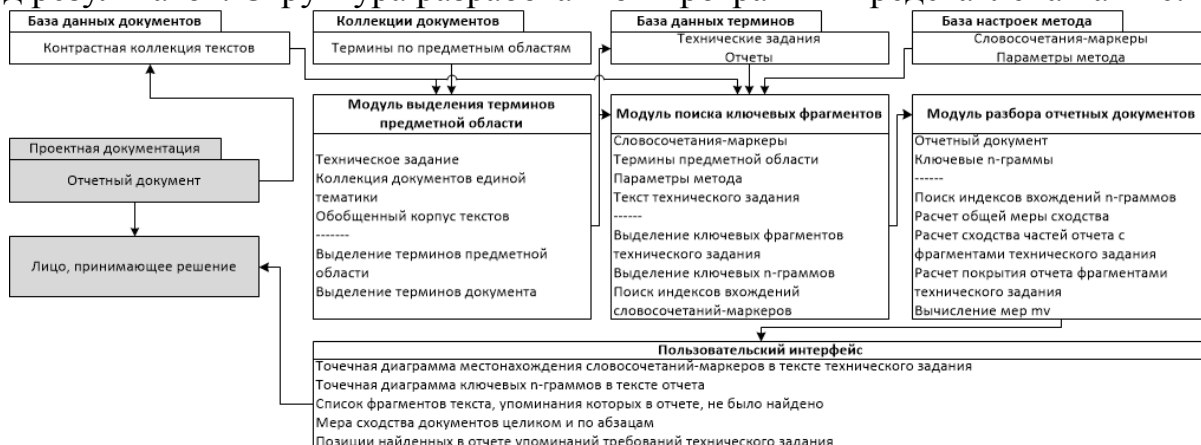 База данных документов
Контрастная коллекция текстов
Коллекции документов
Термины по предметным областям
База данных терминов
Технические задания
Отчеты
База настроек метода
Словосочетания-маркеры
Параметры метода
Проектная документация
Отчетный документ
Лицо, принимающее решение
Модуль выделения терминов
предметной области
Техническое задание
Коллекция документов единой
тематики
Обобщенный корпус текстов
-------
Выделение терминов предметной
области
Выделение терминов документа
Модуль поиска ключевых фрагментов
Словосочетания-маркеры
Термины предметной области
Параметры метода
Текст технического задания
------
Выделение ключевых фрагментов
технического задания
Выделение ключевых n-граммов
Поиск индексов вхождений
словосочетаний-маркеров
Модуль разбора отчетных документов
Отчетный документ
Ключевые n-граммы
------
Поиск индексов вхождений n-граммов
Расчет общей меры сходства
Расчет сходства частей отчета с
фрагментами технического задания
Расчет покрытия отчета фрагментами
технического задания
Вычисление мер mv
Пользовательский интерфейс
Точечная диаграмма местонахождения словосочетаний-маркеров в тексте технического задания
Точечная диаграмма ключевых n-граммов в тексте отчета
Список фрагментов текста, упоминания которых в отчете, не было найдено
Мера сходства документов целиком и по абзацам
Позиции найденных в отчете упоминаний требований технического задания